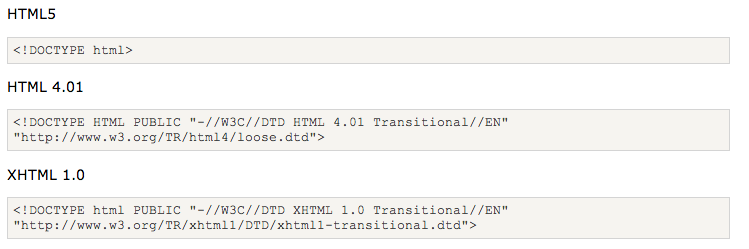 HTML5
<!DOCTYPE html>
HTML 4.01
<!DOCTYPE HTML PUBLIC "-//W3C//DTD HTML 4.01 Transitional//EN"
"http://www.w3.org/TR/html4/loose.dtd">
XHTML 1.0
<!DOCTYPE html PUBLIC "-//W3C//DTD XHTML 1.0 Transitional//EN"
"http://www.w3.org/TR/xhtml1/DTD/xhtml1-transitional.dtd">